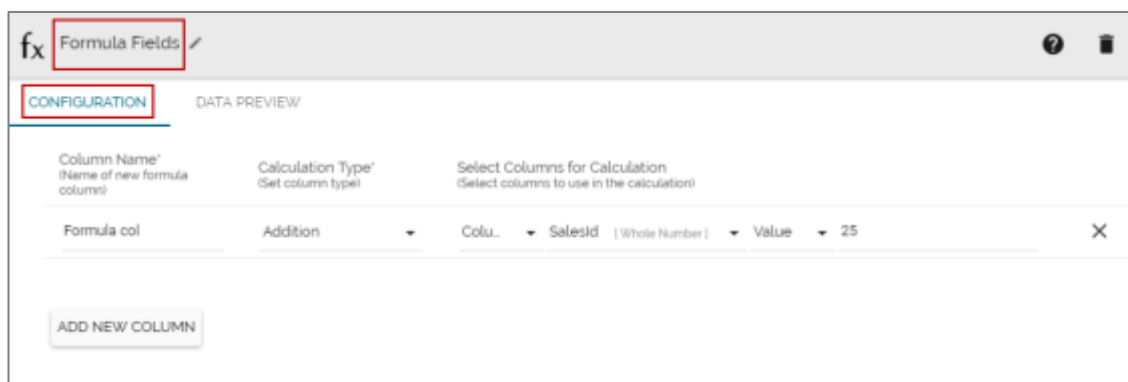 fx Formula Fields
CONFIGURATION DATA PREVIEW
Column Name* Calculation Type* Select Columns for Calculation
(Name of new formula column) (Set column type) (Select columns to use in the calculation)
Formula col Addition Colu... SalesId [Whole Number] Value 25
ADD NEW COLUMN